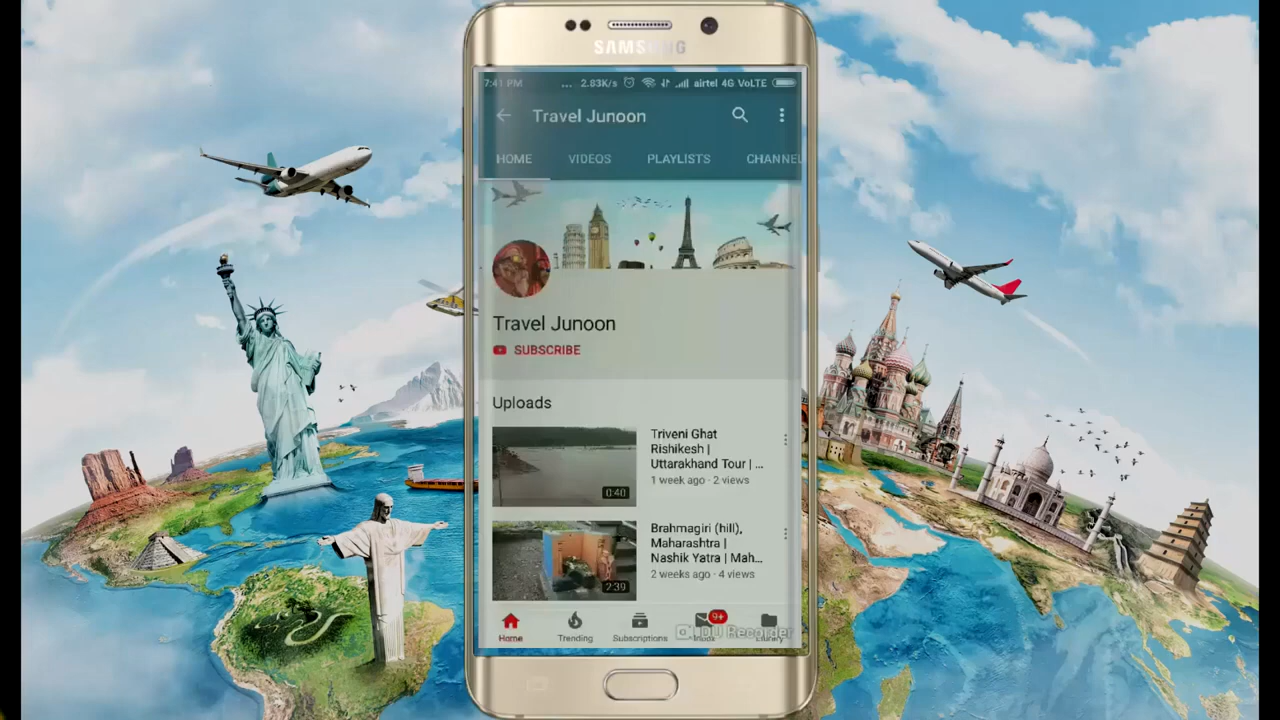 SAMSUNG
7:41 PM ... 2.83K/s airtel 4G VoLTE
Travel Junoon
HOME VIDEOS PLAYLISTS CHANNEL
Travel Junoon
SUBSCRIBE
Uploads
Triveni Ghat
Rishikesh |
Uttarakhand Tour | ...
1 week ago · 2 views
0:40
Brahmagiri (hill),
Maharashtra |
Nashik Yatra | Mah...
2 weeks ago · 4 views
2:39
9+
DU Recorder
Home Trending Subscriptions Library